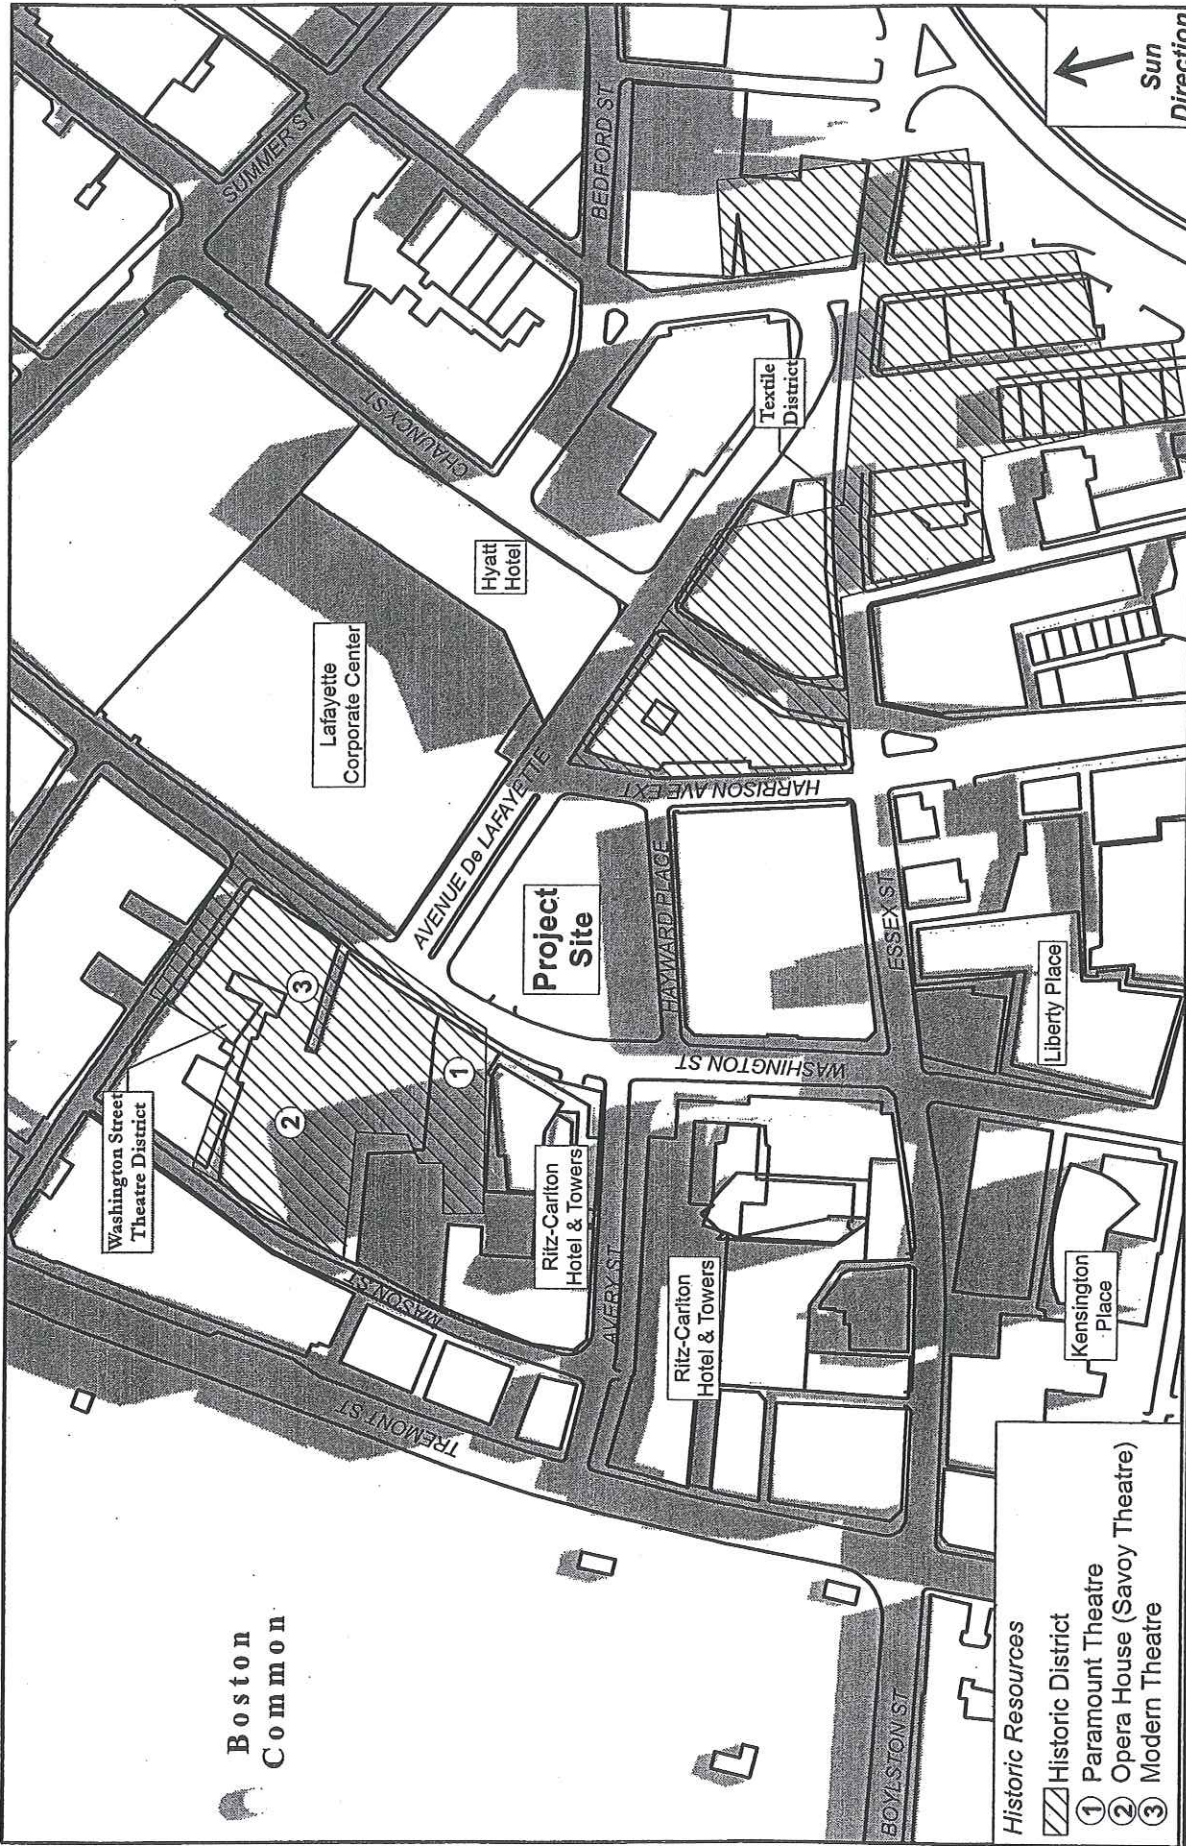 Boston
Common
TREMONT ST
MASON ST
Washington Street
Theatre District
2
3
1
Ritz-Carlton
Hotel & Towers
AVERY ST
Ritz-Carlton
Hotel & Towers
WASHINGTON ST
AVENUE De LAFAYETTE
Project
Site
HAYWARD PLACE
HARRISON AVE EXT
ESSEX ST
Lafayette
Corporate Center
Hyatt
Hotel
CHAUNCY ST
SUMMER ST
BEDFORD ST
Textile
District
Liberty Place
Kensington
Place
BOYLSTON ST
Sun
Direction
Historic Resources
Historic District
1 Paramount Theatre
2 Opera House (Savoy Theatre)
3 Modern Theatre